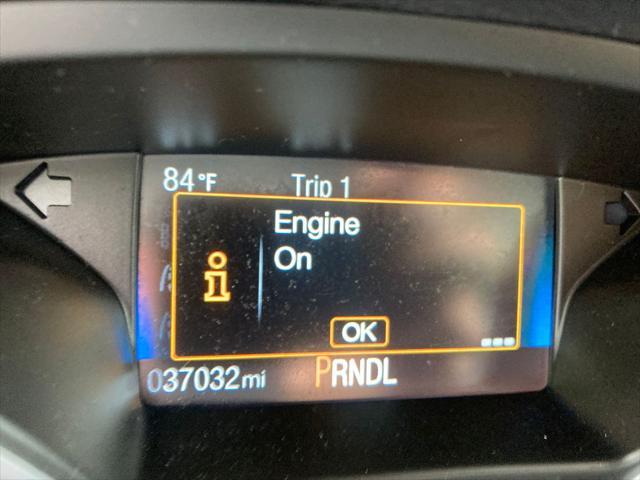 84°F Trip 1
Engine
On
OK
037032mi PRNDL